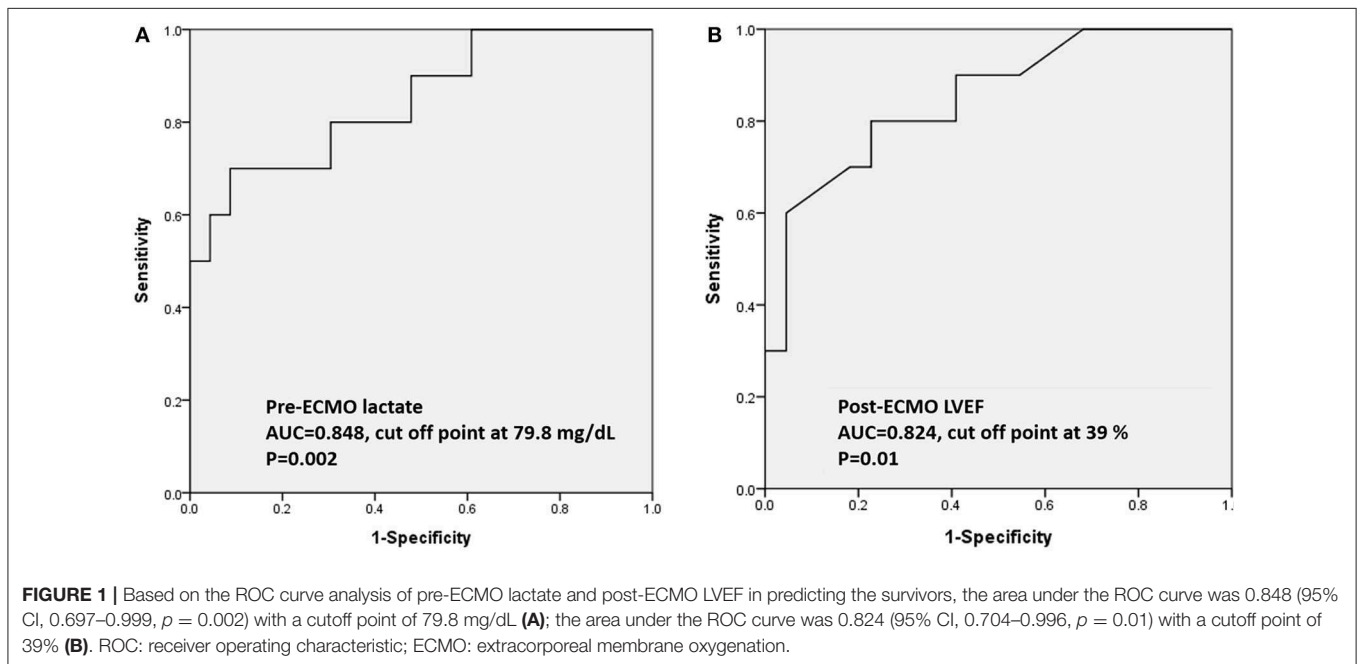 A
1.0
0.8
0.6
0.4
0.2
0.0
Sensitivity
Pre-ECMO lactate
AUC=0.848, cut off point at 79.8 mg/dL
P=0.002
0.0 0.2 0.4 0.6 0.8 1.0
1-Specificity
B
1.0
0.8
0.6
0.4
0.2
0.0
Sensitivity
Post-ECMO LVEF
AUC=0.824, cut off point at 39 %
P=0.01
0.0 0.2 0.4 0.6 0.8 1.
1-Specificity
FIGURE 1 | Based on the ROC curve analysis of pre-ECMO lactate and post-ECMO LVEF in predicting the survivors, the area under the ROC curve was 0.848 (95%
CI, 0.697–0.999, p = 0.002) with a cutoff point of 79.8 mg/dL (A); the area under the ROC curve was 0.824 (95% CI, 0.704–0.996, p = 0.01) with a cutoff point of
39% (B). ROC: receiver operating characteristic; ECMO: extracorporeal membrane oxygenation.